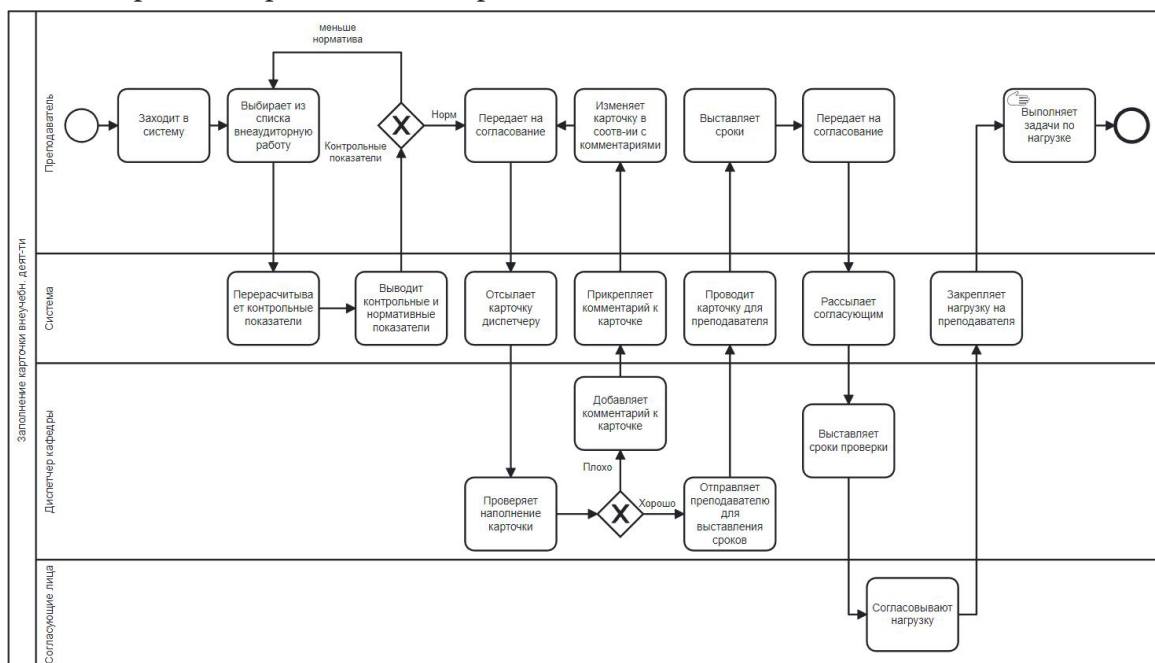 Заполнение карточки внеучебн. деят-ти
Преподаватель
Заходит в
систему
Выбирает из
списка
внеаудиторную
работу
меньше
норматива
Контрольные
показатели
Норм
Передает на
согласование
Изменяет
карточку в
соотв-ии с
комментариями
Выставляет
сроки
Передает на
согласование
Выполняет
задачи по
нагрузке
Система
Перерасчитыва
ет контрольные
показатели
Выводит
контрольные и
нормативные
показатели
Отсылает
карточку
диспетчеру
Прикрепляет
комментарий к
карточке
Проводит
карточку для
преподавателя
Рассылает
согласующим
Закрепляет
нагрузку на
преподавателя
Диспетчер кафедры
Добавляет
комментарий к
карточке
Плохо
Проверяет
наполнение
карточки
Хорошо
Отправляет
преподавателю
для
выставления
сроков
Выставляет
сроки проверки
Согласующие лица
Согласовывают
нагрузку